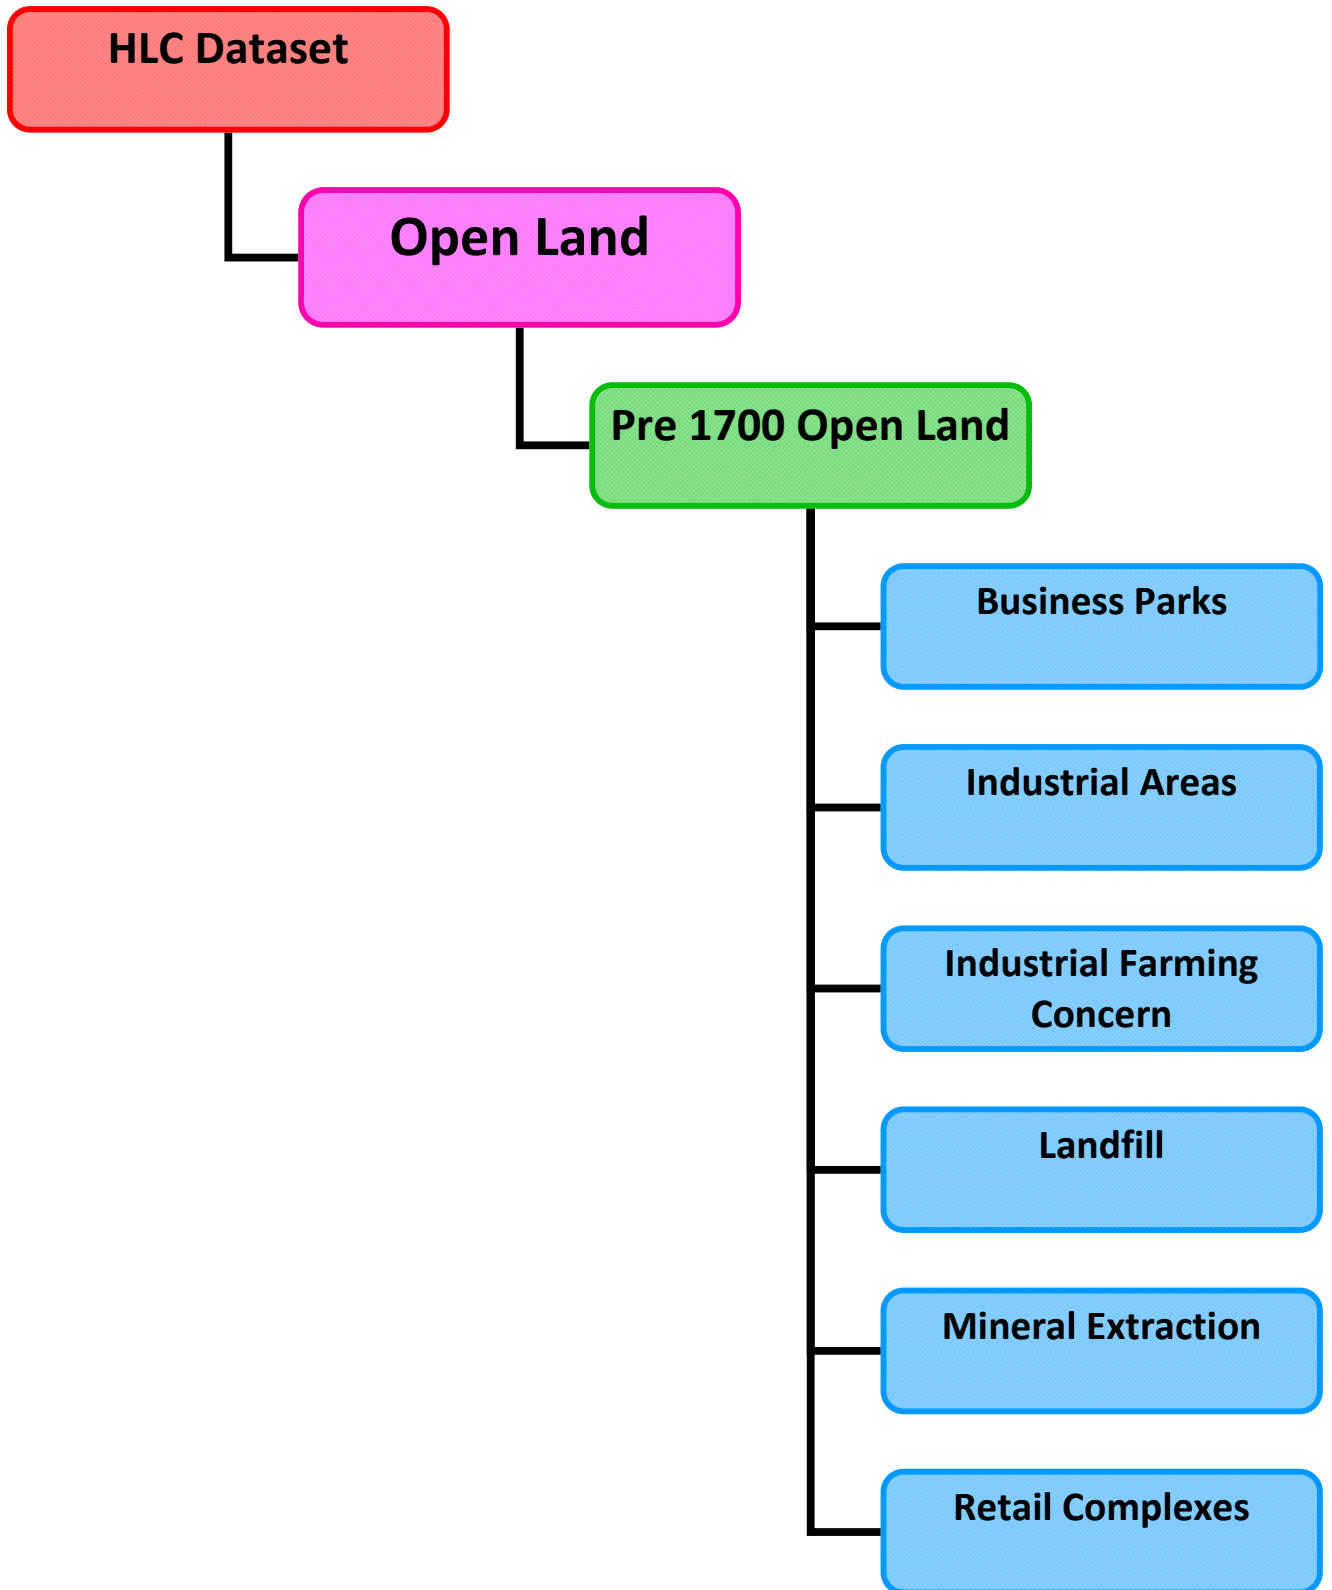 HLC Dataset
Open Land
Pre 1700 Open Land
Business Parks
Industrial Areas
Industrial Farming
Concern
Landfill
Mineral Extraction
Retail Complexes